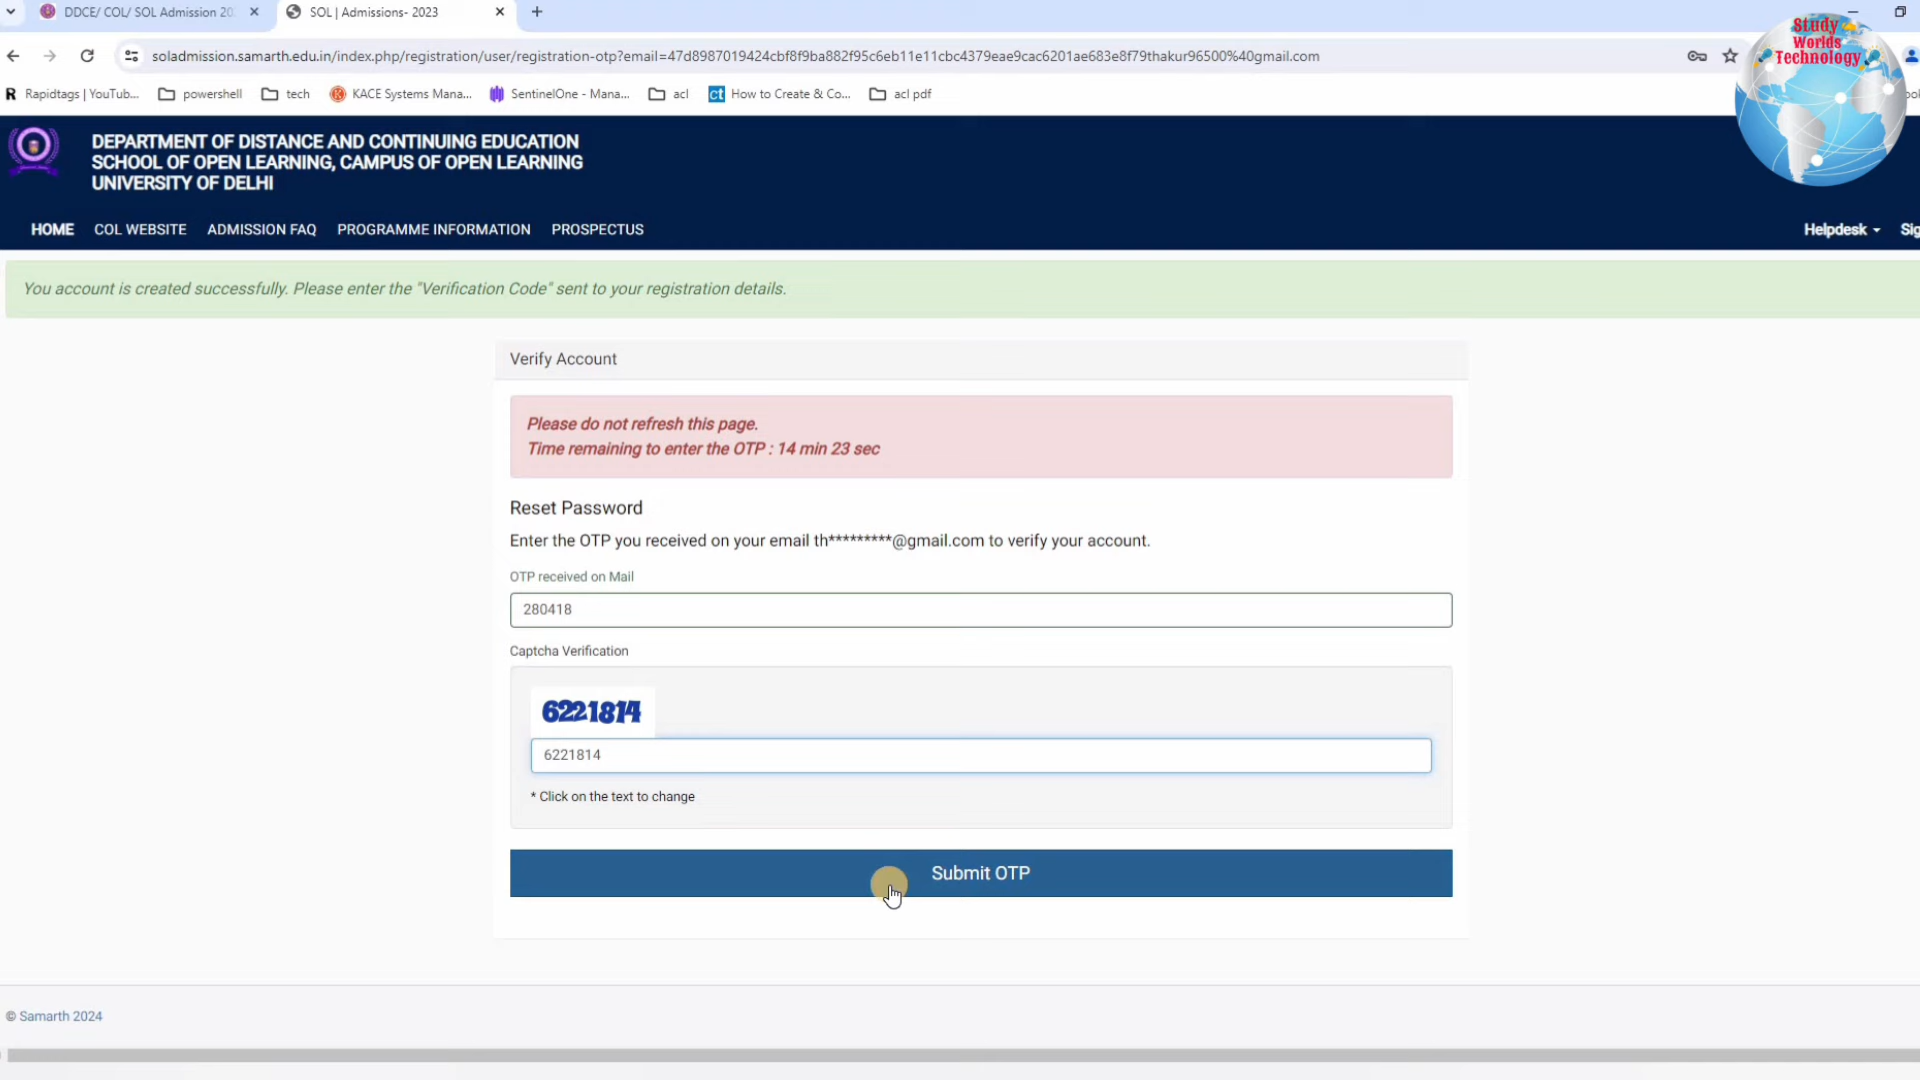 DDCE/ COL/ SOL Admission 20
SOL | Admissions- 2023
soladmission.samarth.edu.in/index.php/registration/user/registration-otp?email=47d8987019424cbf8f9ba882f95c6eb11e11cbc4379eae9cac6201ae683e8f79thakur96500%40gmail.com
Rapidtags | YouTub...
powershell
tech
KACE Systems Mana...
SentinelOne - Mana...
acl
ct How to Create & Co...
acl pdf
Study
Worlds
Technology
DEPARTMENT OF DISTANCE AND CONTINUING EDUCATION
SCHOOL OF OPEN LEARNING, CAMPUS OF OPEN LEARNING
UNIVERSITY OF DELHI
HOME COL WEBSITE ADMISSION FAQ PROGRAMME INFORMATION PROSPECTUS Helpdesk Sig
You account is created successfully. Please enter the "Verification Code" sent to your registration details.
Verify Account
Please do not refresh this page.
Time remaining to enter the OTP : 14 min 23 sec
Reset Password
Enter the OTP you received on your email th*********@gmail.com to verify your account.
OTP received on Mail
280418
Captcha Verification
6221814
6221814
* Click on the text to change
Submit OTP
© Samarth 2024